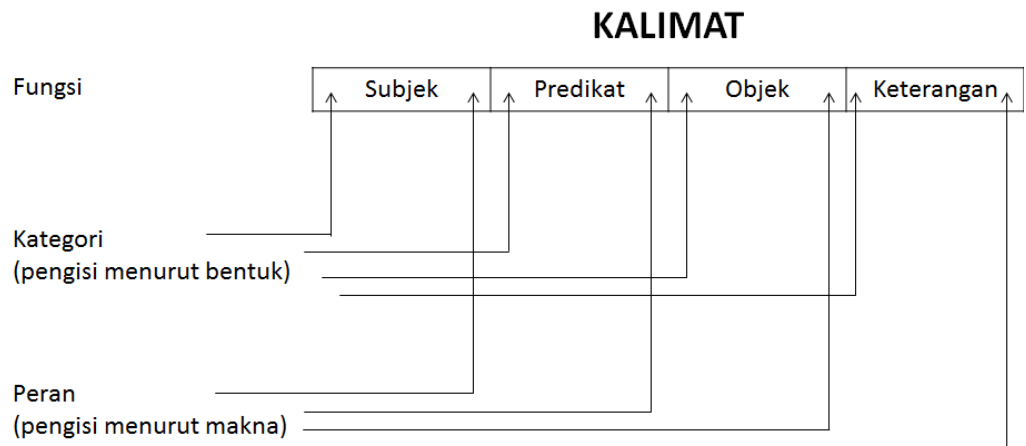 KALIMAT
Fungsi
Subjek
Predikat
Objek
Keterangan
Kategori
(pengisi menurut bentuk)
Peran
(pengisi menurut makna)